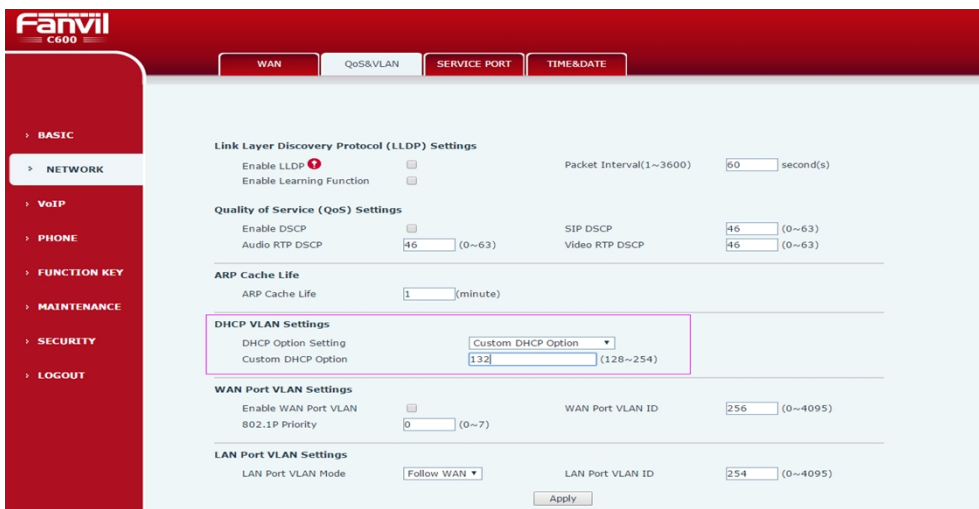 Fanvil
C600
WAN QoS&VLAN SERVICE PORT TIME&DATE
› BASIC
› NETWORK
› VoIP
› PHONE
› FUNCTION KEY
› MAINTENANCE
› SECURITY
› LOGOUT
Link Layer Discovery Protocol (LLDP) Settings
Enable LLDP Packet Interval(1~3600) 60 second(s)
Enable Learning Function
Quality of Service (QoS) Settings
Enable DSCP SIP DSCP 46 (0~63)
Audio RTP DSCP 46 (0~63) Video RTP DSCP 46 (0~63)
ARP Cache Life
ARP Cache Life 1 (minute)
DHCP VLAN Settings
DHCP Option Setting Custom DHCP Option
Custom DHCP Option 132 (128~254)
WAN Port VLAN Settings
Enable WAN Port VLAN WAN Port VLAN ID 256 (0~4095)
802.1P Priority 0 (0~7)
LAN Port VLAN Settings
LAN Port VLAN Mode Follow WAN LAN Port VLAN ID 254 (0~4095)
Apply